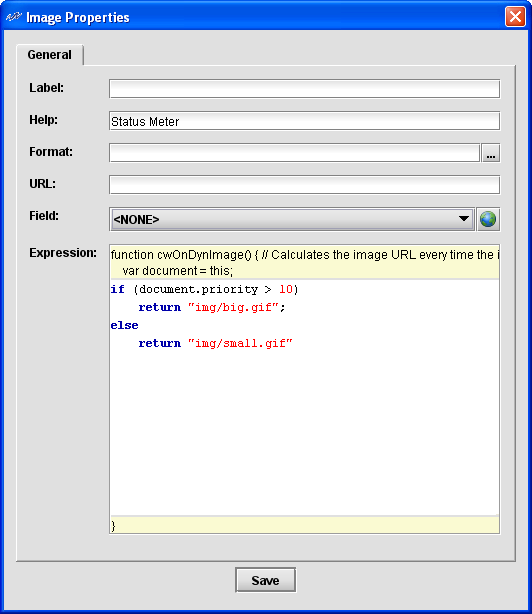 Image Properties
General
Label:
Help: Status Meter
Format: ...
URL:
Field: <NONE>
Expression: function cwOnDynImage() { // Calculates the image URL every time the i
var document = this;
if (document.priority > 10)
return "img/big.gif";
else
return "img/small.gif"
}
Save